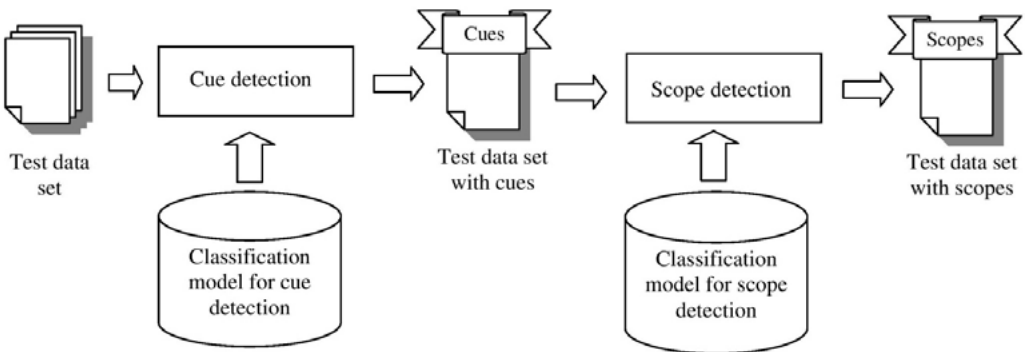 Cues
Scopes
Cue detection
Scope detection
Test data
set
Test data set
with cues
Test data set
with scopes
Classification
model for cue
detection
Classification
model for scope
detection